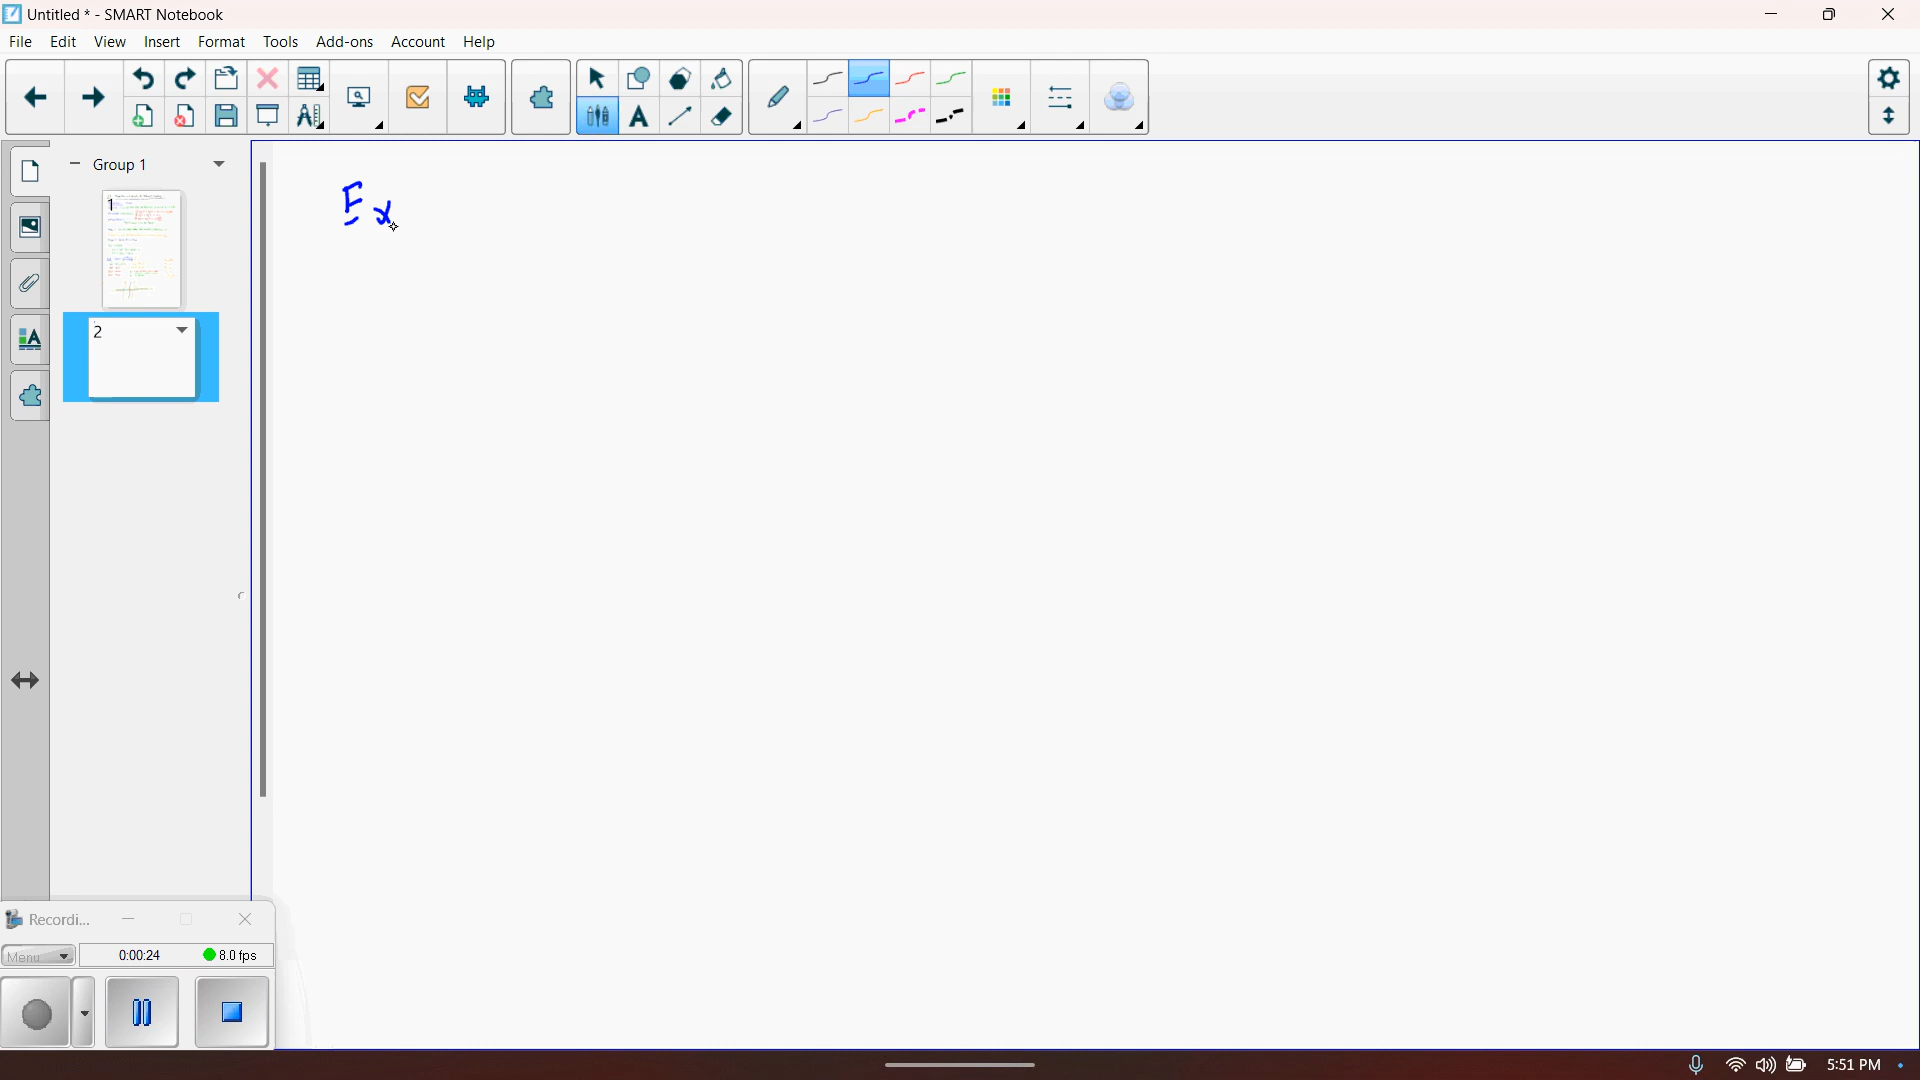 Untitled * - SMART Notebook
File Edit View Insert Format Tools Add-ons Account Help
Group 1
1
2
Ex
Recordi...
Menu 0:00:24 8.0 fps
5:51 PM